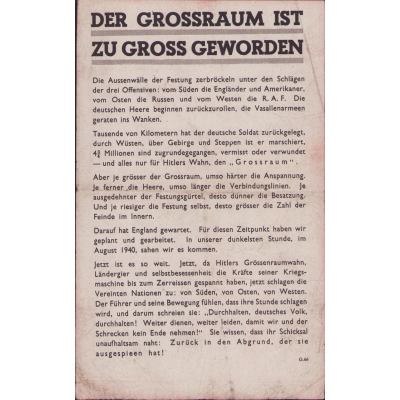 DER GROSSRAUM IST
ZU GROSS GEWORDEN
Die Aussenwälle der Festung zerbröckeln unter den Schlägen
der drei Offensiven: vom Süden die Engländer und Amerikaner,
vom Osten die Russen und vom Westen die R.A.F. Die
deutschen Heere beginnen zurückzurollen, die Vasallenarmeen
geraten ins Wanken.
Tausende von Kilometern hat der deutsche Soldat zurückgelegt,
durch Wüsten, über Gebirge und Steppen ist er marschiert,
4¾ Millionen sind zugrundegegangen, vermisst oder verwundet
—und alles nur für Hitlers Wahn, den „Grossraum“.
Aber je grösser der Grossraum, umso härter die Anspannung.
Je ferner die Heere, umso länger die Verbindungslinien. Je
ausgedehnter der Festungsgürtel, desto dünner die Besatzung.
Und je riesiger die Festung selbst, desto grösser die Zahl der
Feinde im Innern.
Darauf hat England gewartet. Für diesen Zeitpunkt haben wir
geplant und gearbeitet. In unserer dunkelsten Stunde, im
August 1940, sahen wir es kommen.
Jetzt ist es so weit. Jetzt, da Hitlers Grössenraumwahn,
Ländergier und selbstbesessenheit die Kräfte seiner Kriegs-
maschine bis zum Zerreissen gespannt haben, jetzt schlagen die
Vereinten Nationen zu: von Süden, von Osten, von Westen.
Der Führer und seine Bewegung fühlen, dass ihre Stunde schlagen
wird, und darum schreien sie: „Durchhalten, deutsches Volk,
durchhalten! Weiter dienen, weiter leiden, damit wir und der
Schrecken kein Ende nehmen!“ Sie wissen, dass ihr Schicksal
unaufhaltsam naht: Zurück in den Abgrund, der sie
ausgespieen hat!